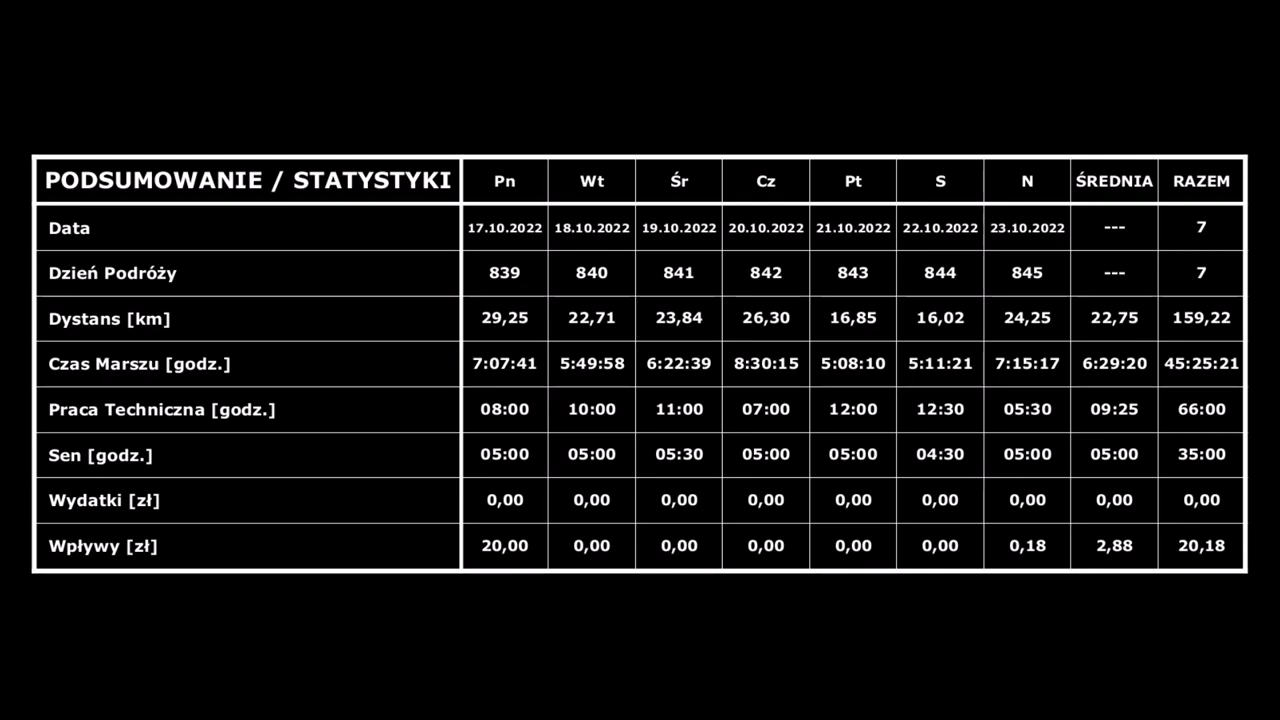 PODSUMOWANIE / STATYSTYKI Pn Wt Śr Cz Pt S N ŚREDNIA RAZEM
Data 17.10.2022 18.10.2022 19.10.2022 20.10.2022 21.10.2022 22.10.2022 23.10.2022 --- 7
Dzień Podróży 839 840 841 842 843 844 845 --- 7
Dystans [km] 29,25 22,71 23,84 26,30 16,85 16,02 24,25 22,75 159,22
Czas Marszu [godz.] 7:07:41 5:49:58 6:22:39 8:30:15 5:08:10 5:11:21 7:15:17 6:29:20 45:25:21
Praca Techniczna [godz.] 08:00 10:00 11:00 07:00 12:00 12:30 05:30 09:25 66:00
Sen [godz.] 05:00 05:00 05:30 05:00 05:00 04:30 05:00 05:00 35:00
Wydatki [zł] 0,00 0,00 0,00 0,00 0,00 0,00 0,00 0,00 0,00
Wpływy [zł] 20,00 0,00 0,00 0,00 0,00 0,00 0,18 2,88 20,18